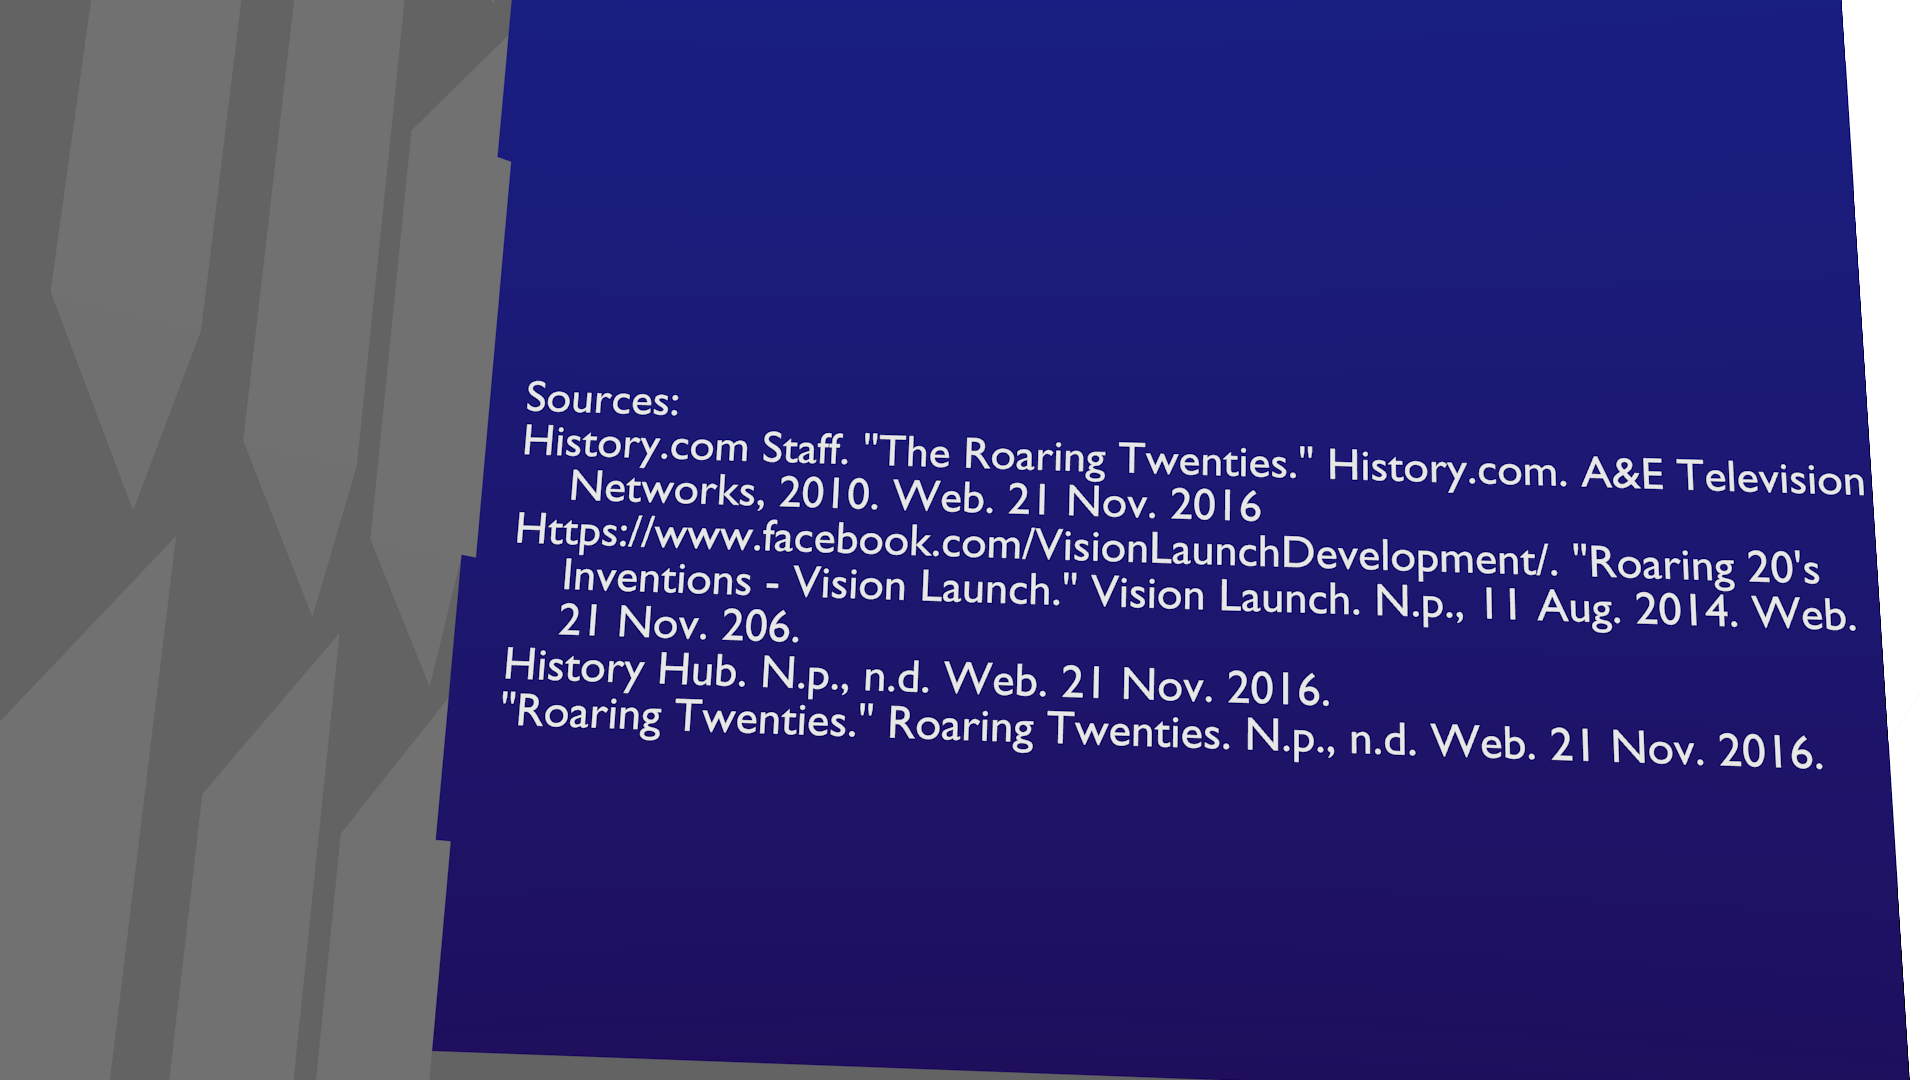 Sources:
History.com Staff. "The Roaring Twenties." History.com. A&E Television
Networks, 2010. Web. 21 Nov. 2016
Https://www.facebook.com/VisionLaunchDevelopment/. "Roaring 20's
Inventions - Vision Launch." Vision Launch. N.p., 11 Aug. 2014. Web.
21 Nov. 206.
History Hub. N.p., n.d. Web. 21 Nov. 2016.
"Roaring Twenties." Roaring Twenties. N.p., n.d. Web. 21 Nov. 2016.